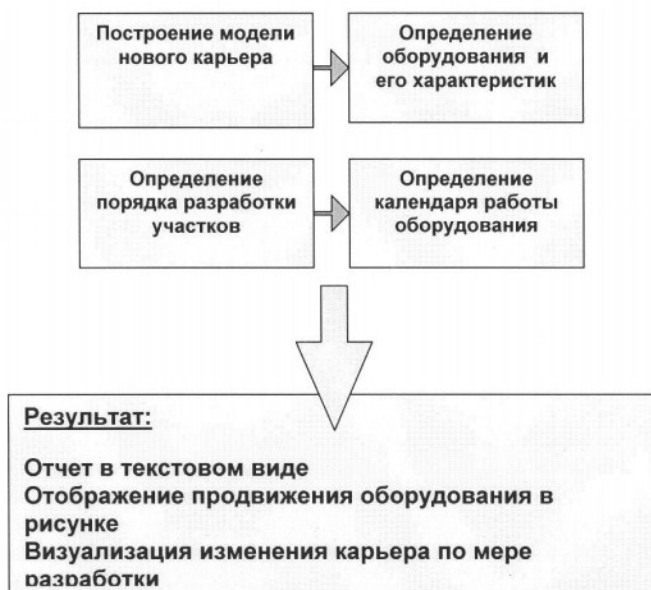 Построение модели
нового карьера
Определение
оборудования и
его характеристик
Определение
порядка разработки
участков
Определение
календаря работы
оборудования
Результат:
Отчет в текстовом виде
Отображение продвижения оборудования в
рисунке
Визуализация изменения карьера по мере
разработки